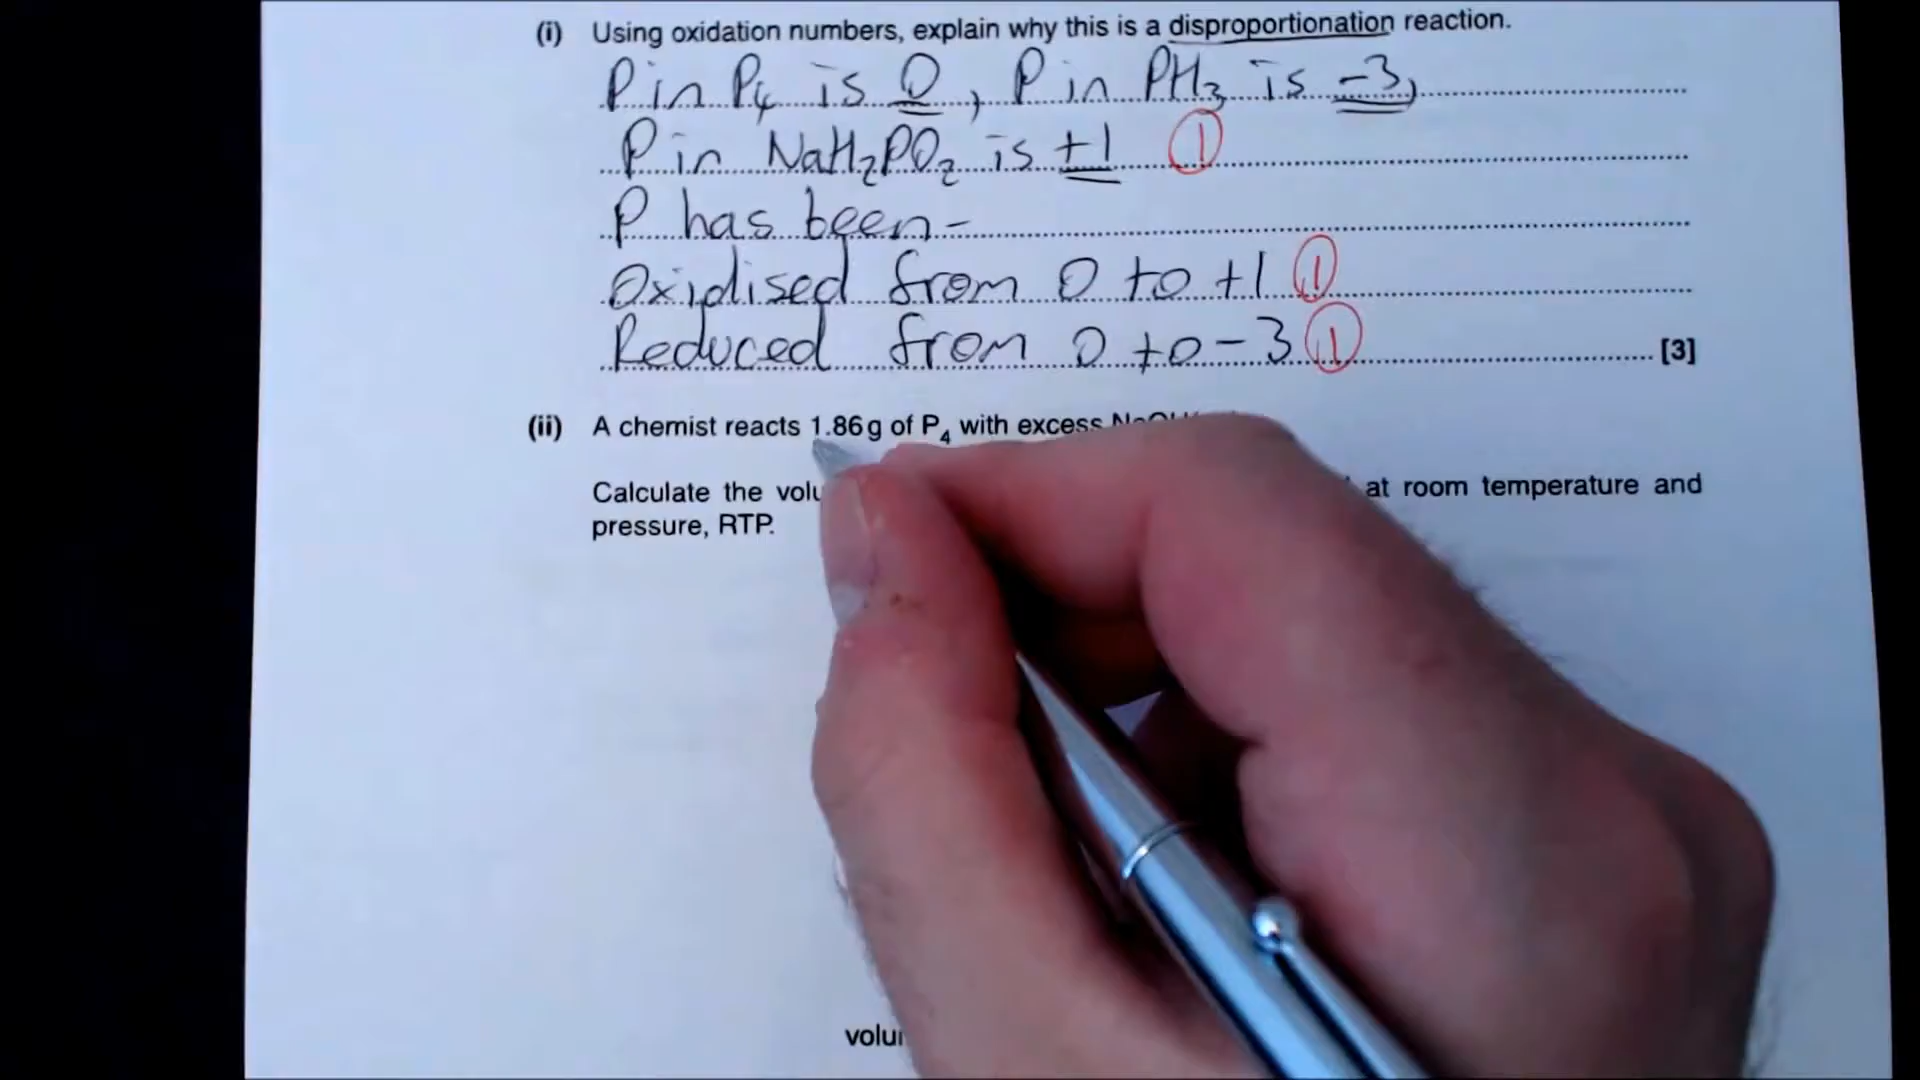 (i) Using oxidation numbers, explain why this is a disproportionation reaction.
P in P₄ is 0, P in PH₃ is -3,
P in NaH₂PO₂ is +1 ①
P has been-
Oxidised from 0 to +1 ①
Reduced from 0 to -3 ① [3]
(ii) A chemist reacts 1.86 g of P₄ with excess
Calculate the at room temperature and
pressure, RTP.